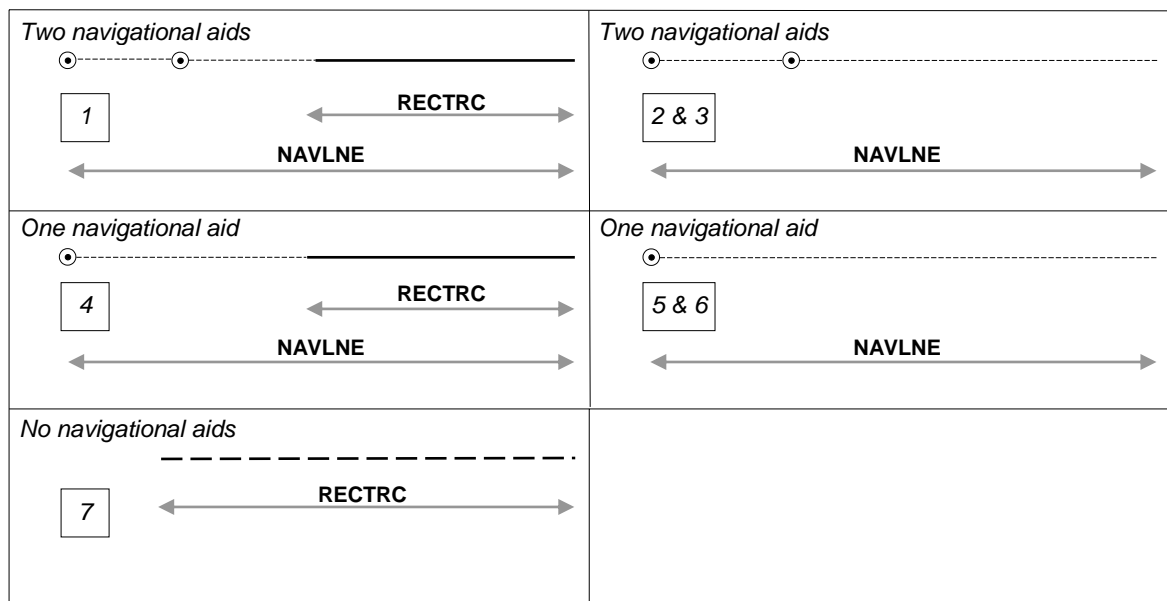 Two navigational aids
1
RECTRC
NAVLNE
Two navigational aids
2 & 3
NAVLNE
One navigational aid
4
RECTRC
NAVLNE
One navigational aid
5 & 6
NAVLNE
No navigational aids
7
RECTRC